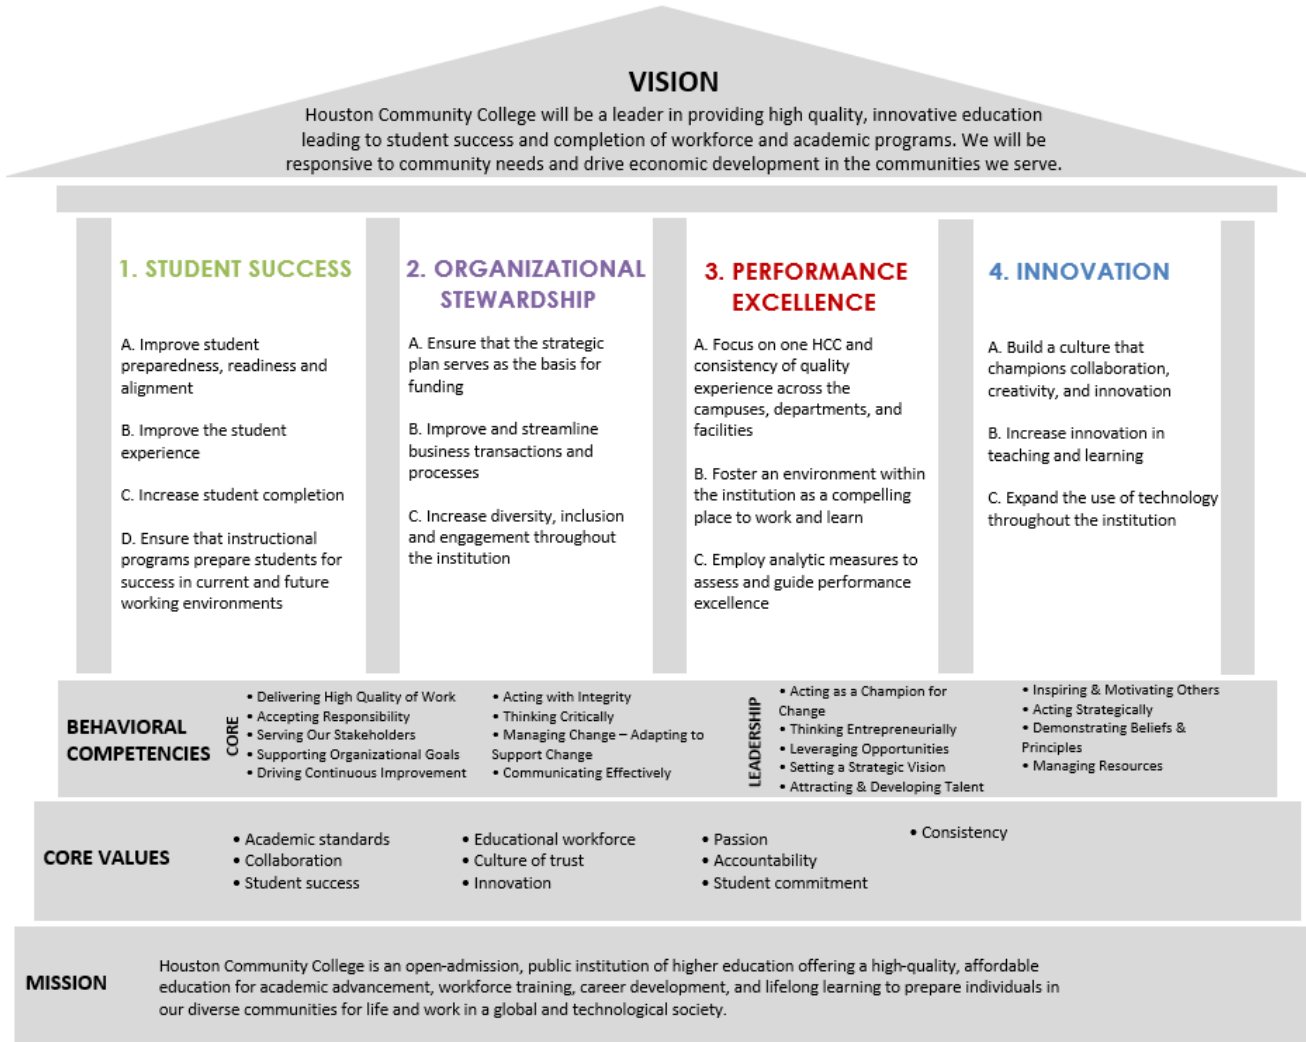 VISION
Houston Community College will be a leader in providing high quality, innovative education
leading to student success and completion of workforce and academic programs. We will be
responsive to community needs and drive economic development in the communities we serve.
1. STUDENT SUCCESS
A. Improve student
preparedness, readiness and
alignment
B. Improve the student
experience
C. Increase student completion
D. Ensure that instructional
programs prepare students for
success in current and future
working environments
2. ORGANIZATIONAL
STEWARDSHIP
A. Ensure that the strategic
plan serves as the basis for
funding
B. Improve and streamline
business transactions and
processes
C. Increase diversity, inclusion
and engagement throughout
the institution
3. PERFORMANCE
EXCELLENCE
A. Focus on one HCC and
consistency of quality
experience across the
campuses, departments, and
facilities
B. Foster an environment within
the institution as a compelling
place to work and learn
C. Employ analytic measures to
assess and guide performance
excellence
4. INNOVATION
A. Build a culture that
champions collaboration,
creativity, and innovation
B. Increase innovation in
teaching and learning
C. Expand the use of technology
throughout the institution
BEHAVIORAL
COMPETENCIES
CORE
• Delivering High Quality of Work
• Accepting Responsibility
• Serving Our Stakeholders
• Supporting Organizational Goals
• Driving Continuous Improvement
• Acting with Integrity
• Thinking Critically
• Managing Change – Adapting to
Support Change
• Communicating Effectively
LEADERSHIP
• Acting as a Champion for
Change
• Thinking Entrepreneurially
• Leveraging Opportunities
• Setting a Strategic Vision
• Attracting & Developing Talent
• Inspiring & Motivating Others
• Acting Strategically
• Demonstrating Beliefs &
Principles
• Managing Resources
CORE VALUES
• Academic standards
• Collaboration
• Student success
• Educational workforce
• Culture of trust
• Innovation
• Passion
• Accountability
• Student commitment
• Consistency
MISSION
Houston Community College is an open-admission, public institution of higher education offering a high-quality, affordable
education for academic advancement, workforce training, career development, and lifelong learning to prepare individuals in
our diverse communities for life and work in a global and technological society.